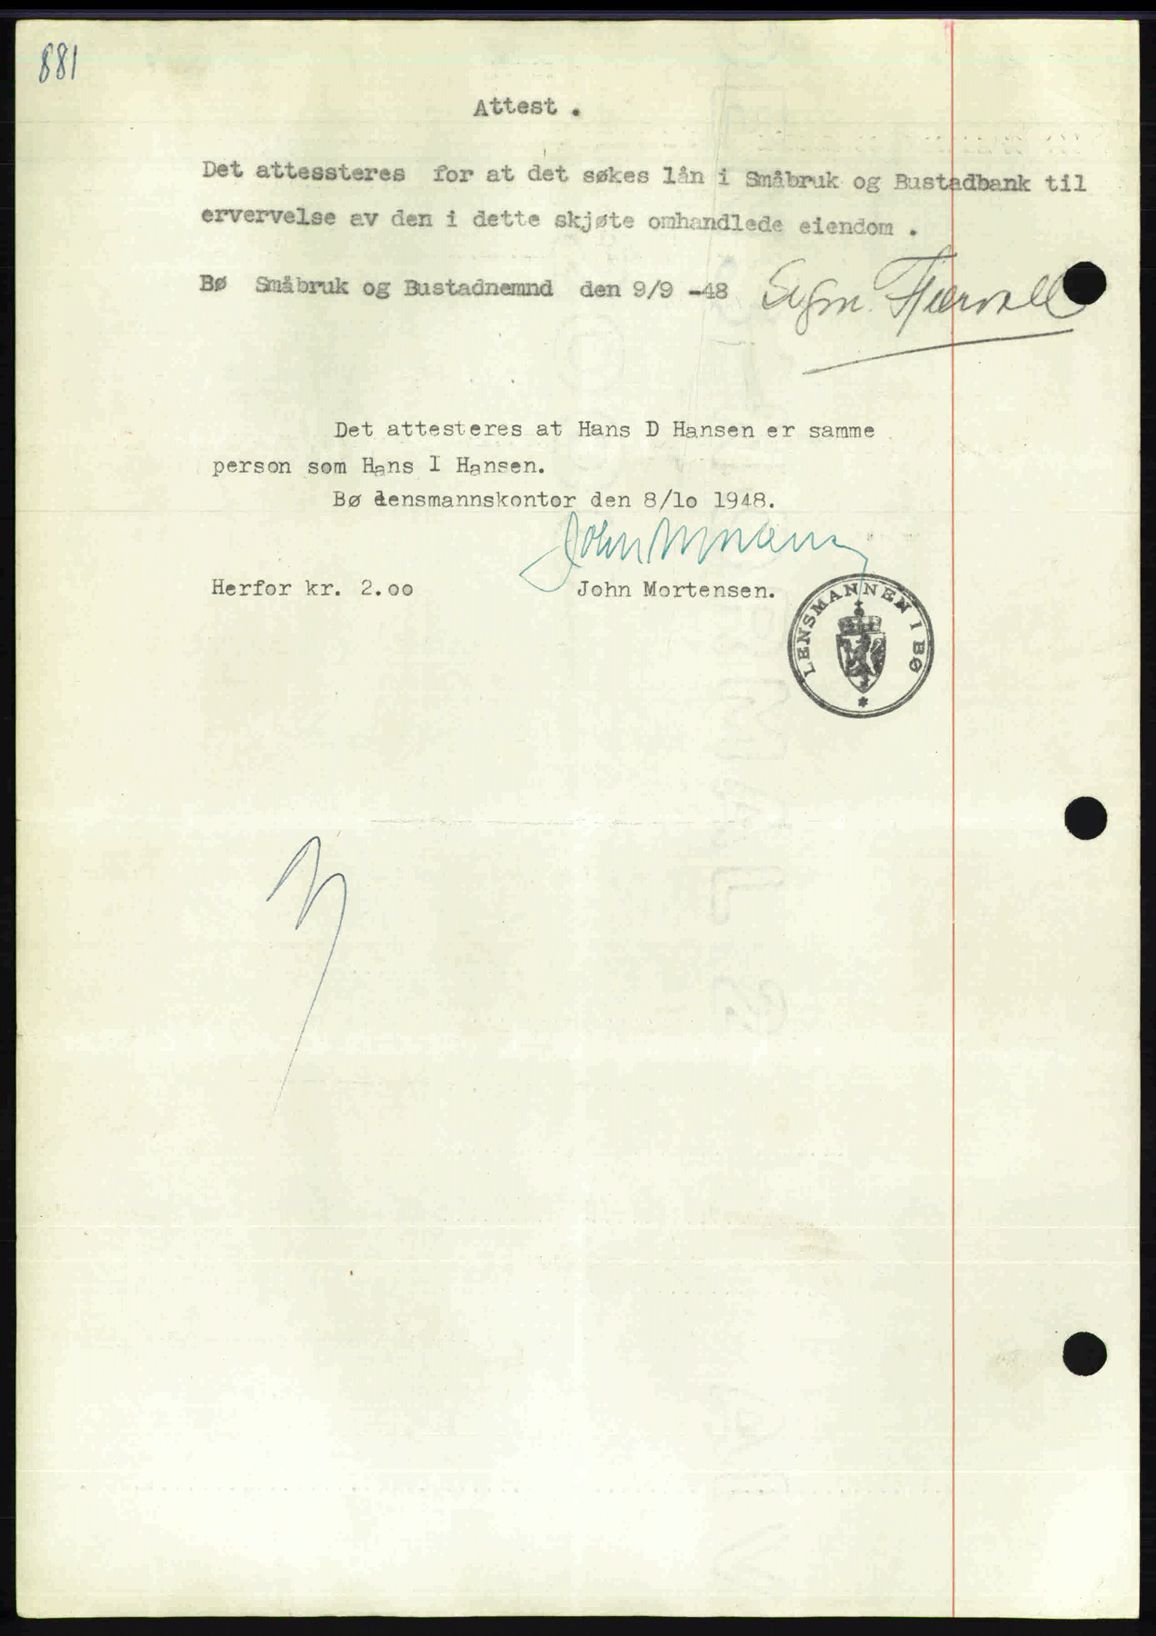 881
Attest .
Det attessteres for at det søkes lån i Småbruk og Bustadbank til
ervervelse av den i dette skjøte omhandlede eiendom .
Bø Småbruk og Bustadnemnd den 9/9 -48
Det attesteres at Hans D Hansen er samme
person som Hans I Hansen.
Bø lensmannskontor den 8/lo 1948.
Herfor kr. 2.oo John Mortensen.
LENSMANNEN I BØ